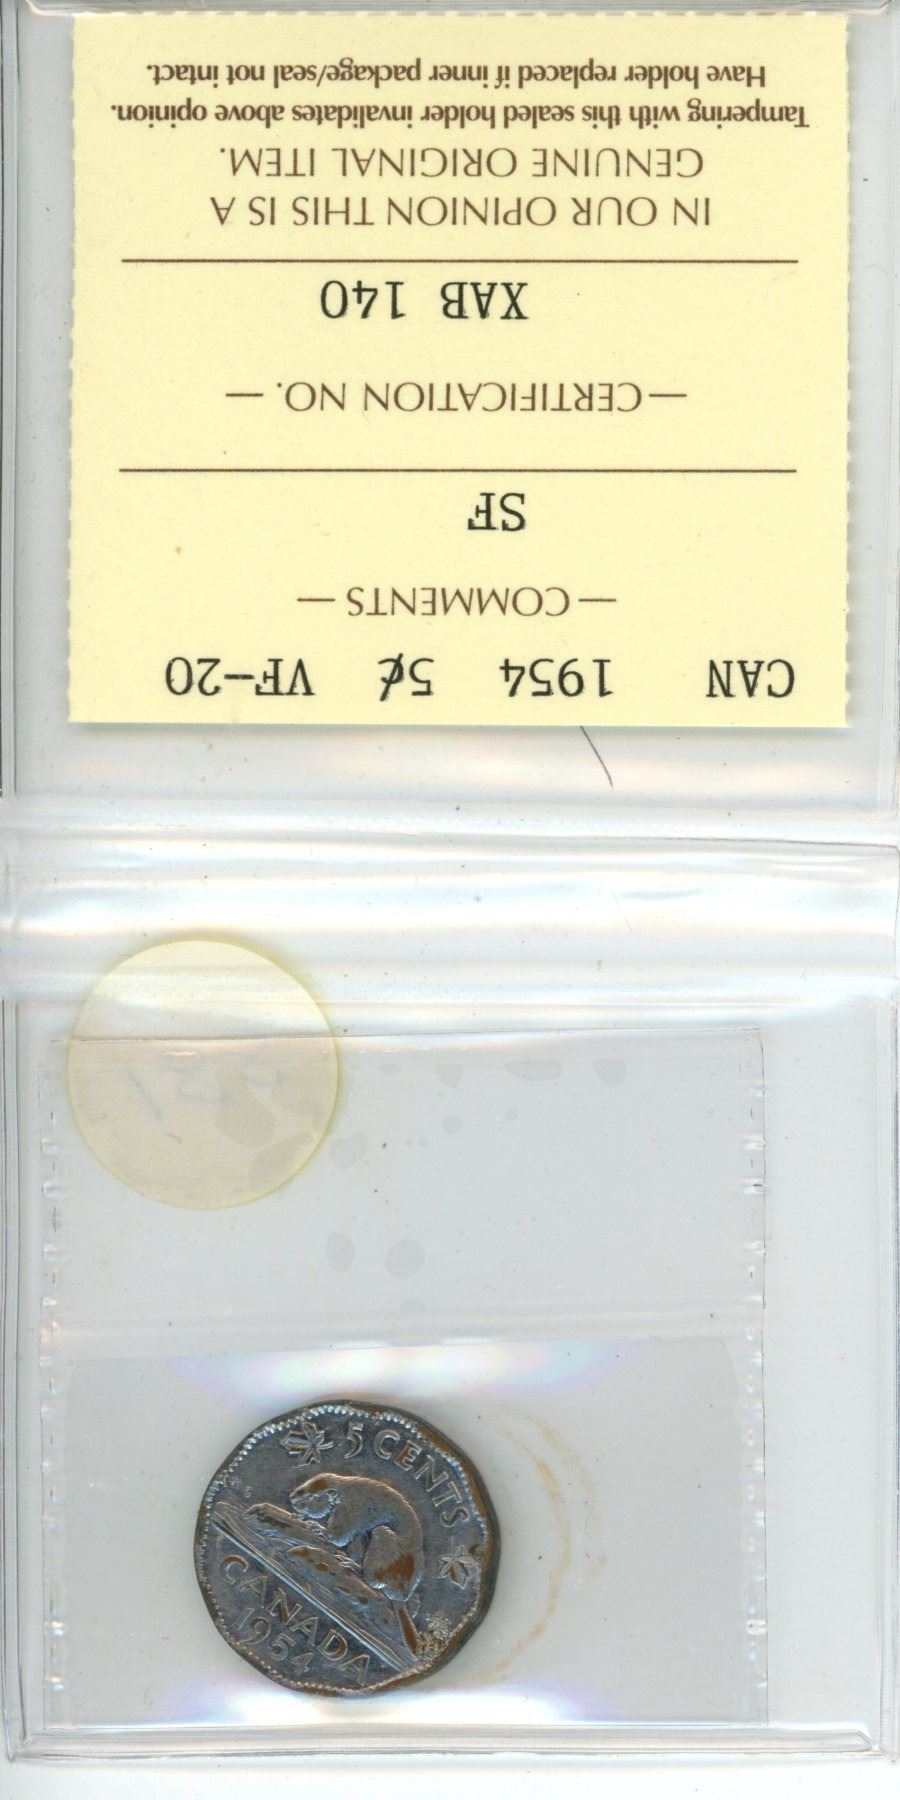 CAN 1954 5¢ VF-20
— COMMENTS —
SF
— CERTIFICATION NO. —
XAB 140
IN OUR OPINION THIS IS A
GENUINE ORIGINAL ITEM.
Tampering with this sealed holder invalidates above opinion.
Have holder replaced if inner package/seal not intact.
5 CENTS
CANADA
1954